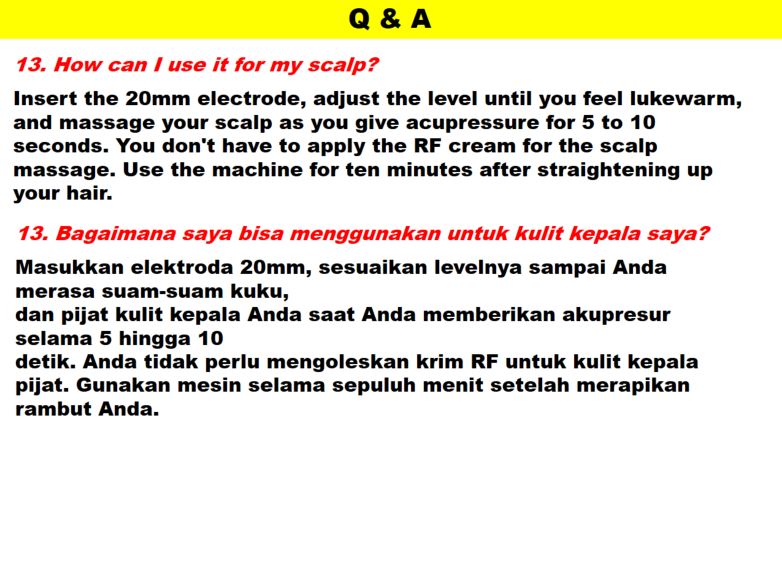 Q & A
13. How can I use it for my scalp?
Insert the 20mm electrode, adjust the level until you feel lukewarm,
and massage your scalp as you give acupressure for 5 to 10
seconds. You don't have to apply the RF cream for the scalp
massage. Use the machine for ten minutes after straightening up
your hair.
13. Bagaimana saya bisa menggunakan untuk kulit kepala saya?
Masukkan elektroda 20mm, sesuaikan levelnya sampai Anda
merasa suam-suam kuku,
dan pijat kulit kepala Anda saat Anda memberikan akupresur
selama 5 hingga 10
detik. Anda tidak perlu mengoleskan krim RF untuk kulit kepala
pijat. Gunakan mesin selama sepuluh menit setelah merapikan
rambut Anda.